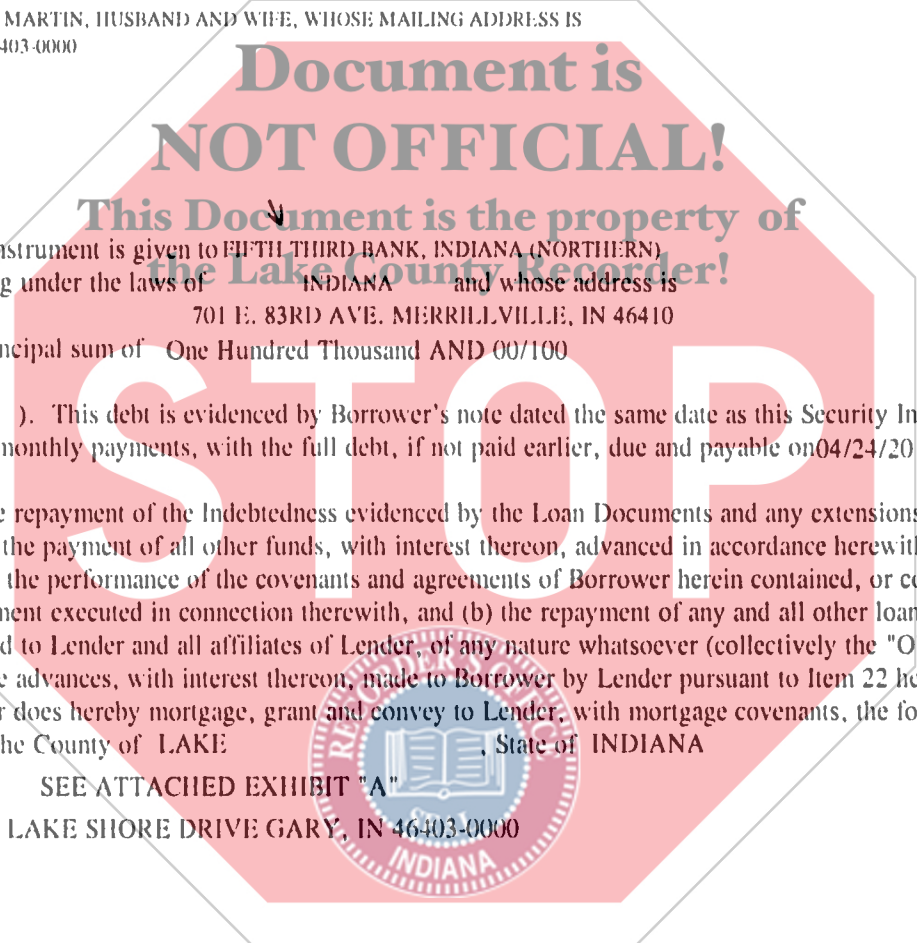 MARTIN, HUSBAND AND WIFE, WHOSE MAILING ADDRESS IS
403-0000
Document is
NOT OFFICIAL!
This Document is the property of
the Lake County Recorder!
nstrument is given to FIFTH THIRD BANK, INDIANA (NORTHERN)
g under the laws of INDIANA and whose address is
701 E. 83RD AVE. MERRILLVILLE, IN 46410
ncipal sum of One Hundred Thousand AND 00/100
). This debt is evidenced by Borrower's note dated the same date as this Security In
monthly payments, with the full debt, if not paid earlier, due and payable on04/24/20
STOP
e repayment of the Indebtedness evidenced by the Loan Documents and any extensions
the payment of all other funds, with interest thereon, advanced in accordance herewit
the performance of the covenants and agreements of Borrower herein contained, or co
ment executed in connection therewith, and (b) the repayment of any and all other loan
d to Lender and all affiliates of Lender, of any nature whatsoever (collectively the "O
e advances, with interest thereon, made to Borrower by Lender pursuant to Item 22 he
r does hereby mortgage, grant and convey to Lender, with mortgage covenants, the fo
he County of LAKE , State of INDIANA
SEE ATTACHED EXHIBIT "A"
LAKE SHORE DRIVE GARY, IN 46403-0000
RECORDER'S OFFICE
SEAL
INDIANA